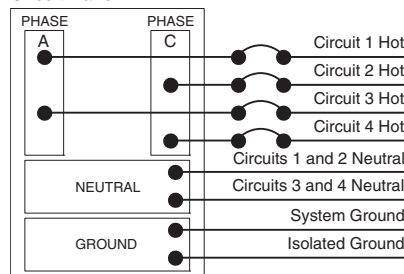 PHASE PHASE
A C
Circuit 1 Hot
Circuit 2 Hot
Circuit 3 Hot
Circuit 4 Hot
Circuits 1 and 2 Neutral
NEUTRAL
Circuits 3 and 4 Neutral
System Ground
GROUND
Isolated Ground